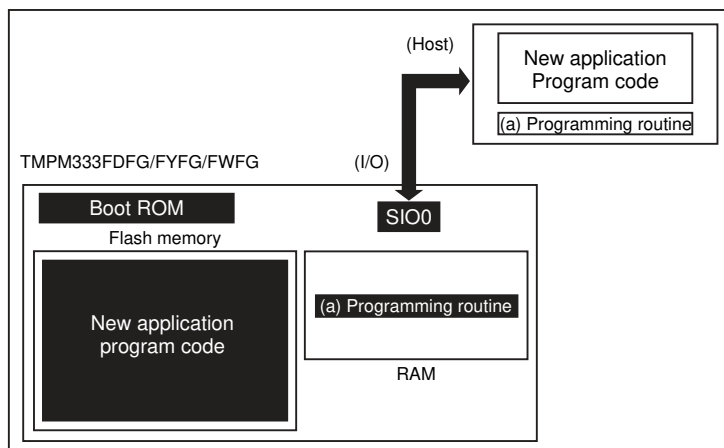 (Host)
New application
Program code
(a) Programming routine
TMPM333FDFG/FYFG/FWFG
(I/O)
Boot ROM
SIO0
Flash memory
New application
program code
(a) Programming routine
RAM